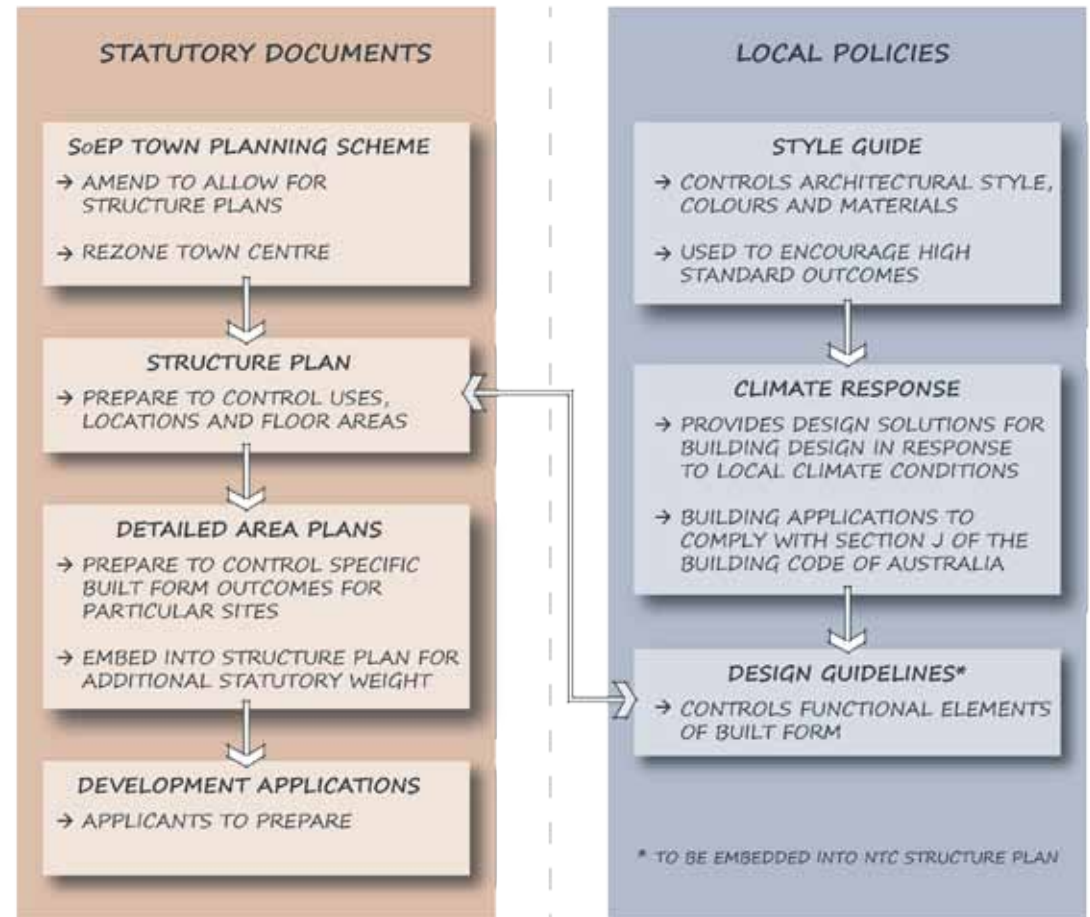 STATUTORY DOCUMENTS
SoEP TOWN PLANNING SCHEME
→ AMEND TO ALLOW FOR
STRUCTURE PLANS
→ REZONE TOWN CENTRE
STRUCTURE PLAN
→ PREPARE TO CONTROL USES,
LOCATIONS AND FLOOR AREAS
DETAILED AREA PLANS
→ PREPARE TO CONTROL SPECIFIC
BUILT FORM OUTCOMES FOR
PARTICULAR SITES
→ EMBED INTO STRUCTURE PLAN FOR
ADDITIONAL STATUTORY WEIGHT
DEVELOPMENT APPLICATIONS
→ APPLICANTS TO PREPARE
LOCAL POLICIES
STYLE GUIDE
→ CONTROLS ARCHITECTURAL STYLE,
COLOURS AND MATERIALS
→ USED TO ENCOURAGE HIGH
STANDARD OUTCOMES
CLIMATE RESPONSE
→ PROVIDES DESIGN SOLUTIONS FOR
BUILDING DESIGN IN RESPONSE
TO LOCAL CLIMATE CONDITIONS
→ BUILDING APPLICATIONS TO
COMPLY WITH SECTION J OF THE
BUILDING CODE OF AUSTRALIA
DESIGN GUIDELINES*
→ CONTROLS FUNCTIONAL ELEMENTS
OF BUILT FORM
* TO BE EMBEDDED INTO NTC STRUCTURE PLAN